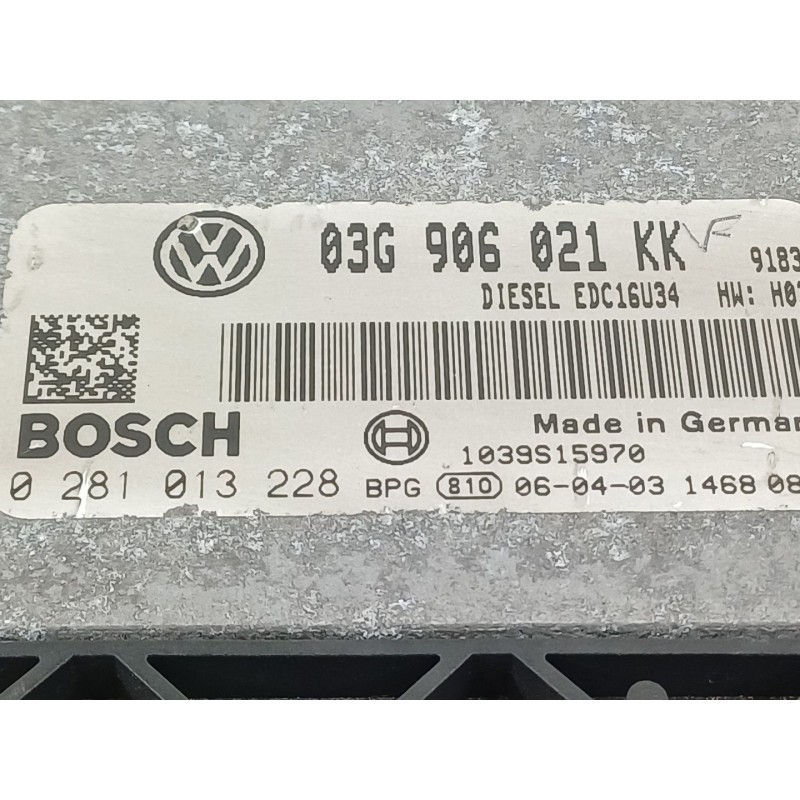 03G 906 021 KK VF 9183
DIESEL EDC16U34 HW: H0
BOSCH
Made in German
1039S15970
0 281 013 228 BPG 810 06-04-03 1468 08